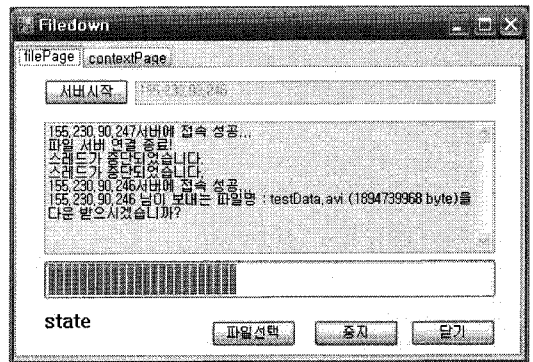 Filedown
filePage contextPage
서버시작 155,230,90,246
155,230,90,247서버에 접속 성공,,,
파일 서버 연결 종료!
스레드가 중단되었습니다,
스레드가 중단되었습니다,
155,230,90,246서버에 접속 성공,,,
155,230,90,246 님이 보내는 파일명 : testData,avi (1894739968 byte)을
다운 받으시겠습니까?
state
파일선택 중지 닫기